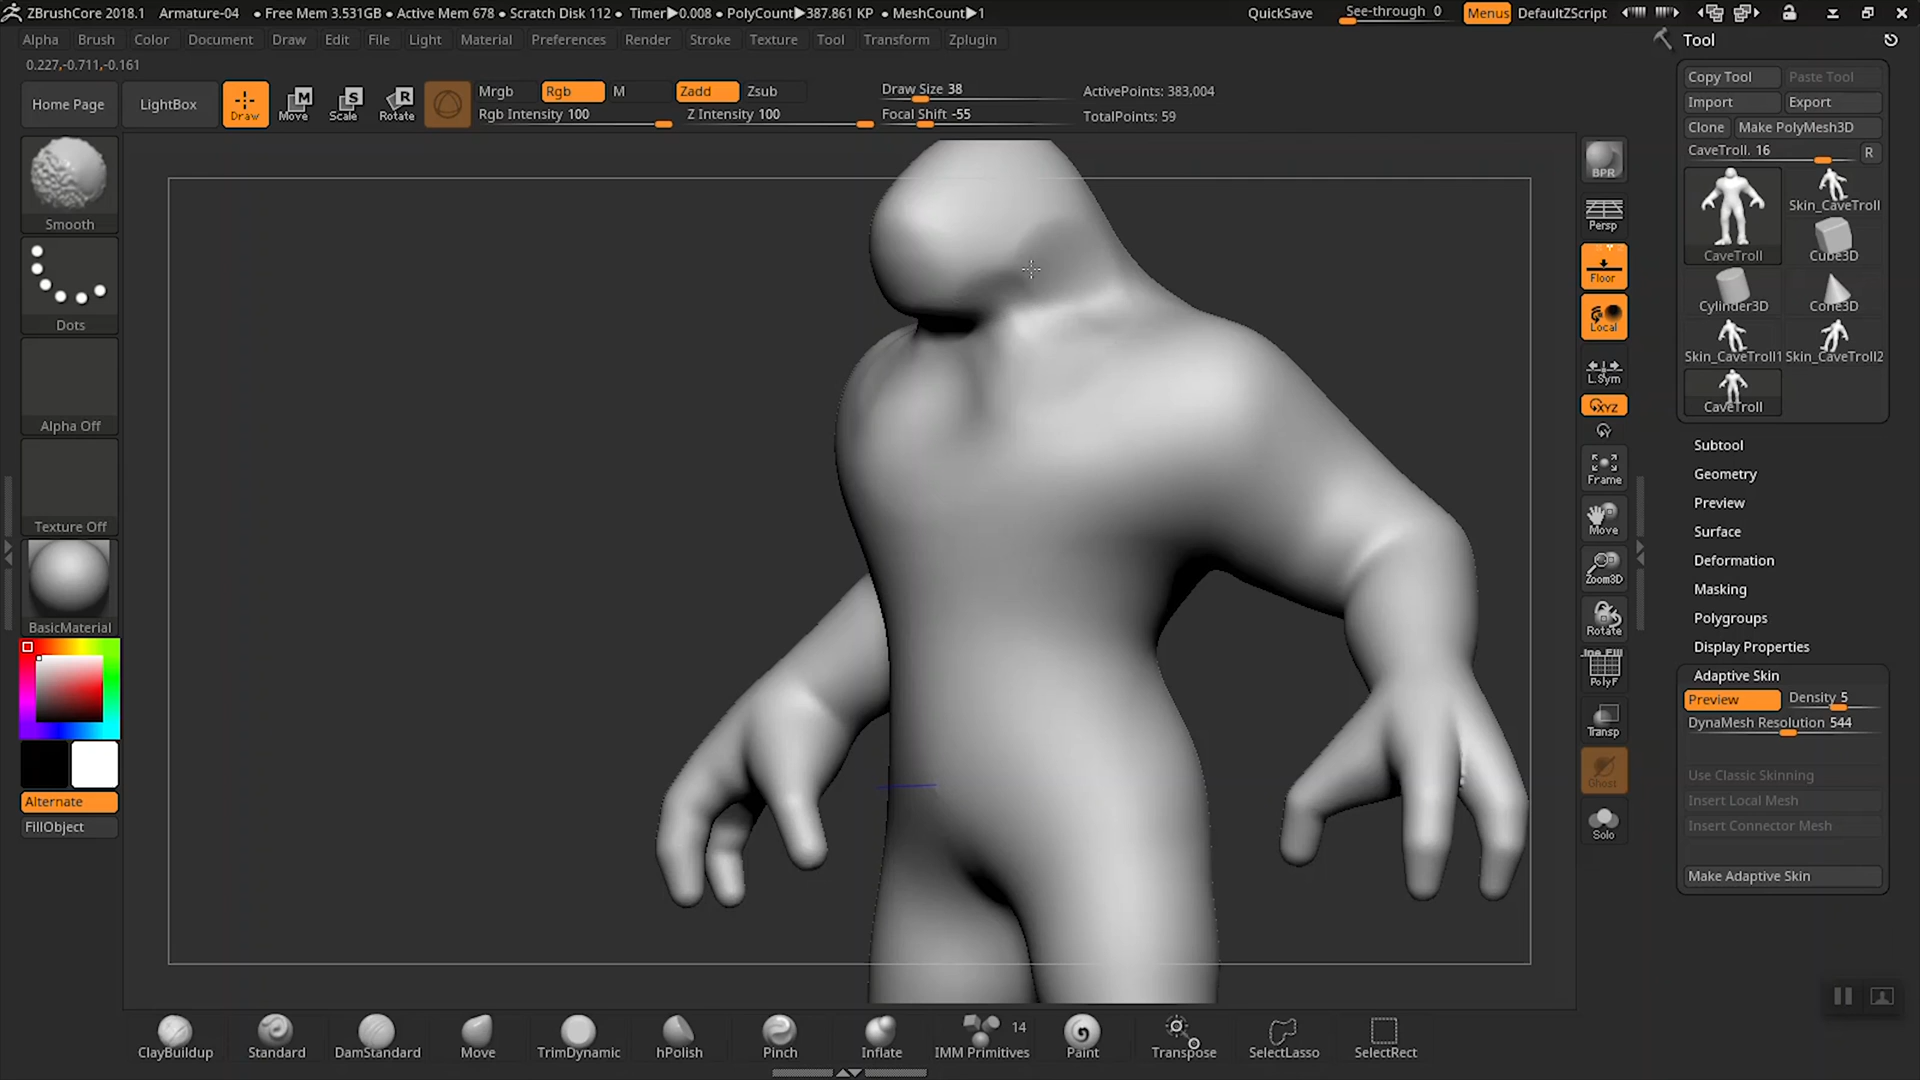 ZBrushCore 2018.1 Armature-04 • Free Mem 3.531GB • Active Mem 678 • Scratch Disk 112 • Timer▶0.008 • PolyCount▶387.861 KP • MeshCount▶1 QuickSave See-through 0 Menus DefaultZScript
Alpha Brush Color Document Draw Edit File Light Material Preferences Render Stroke Texture Tool Transform Zplugin
Tool
0.227,-0.711,-0.161
Home Page LightBox Draw Move Scale Rotate
M S R
Mrgb Rgb M Zadd Zsub
Rgb Intensity 100 Z Intensity 100
Draw Size 38
Focal Shift -55
ActivePoints: 383,004
TotalPoints: 59
Smooth
Dots
Alpha Off
Texture Off
BasicMaterial
Alternate
FillObject
BPR
Persp
Floor
Local
L.Sym
XYZ
Y
Frame
Move
Zoom3D
Rotate
PolyF
Transp
Ghost
Solo
Copy Tool Paste Tool
Import Export
Clone Make PolyMesh3D
CaveTroll. 16 R
Skin_CaveTroll
CaveTroll Cube3D
Cylinder3D Cone3D
Skin_CaveTroll1 Skin_CaveTroll2
CaveTroll
Subtool
Geometry
Preview
Surface
Deformation
Masking
Polygroups
Display Properties
Adaptive Skin
Preview Density 5
DynaMesh Resolution 544
Use Classic Skinning
Insert Local Mesh
Insert Connector Mesh
Make Adaptive Skin
14
ClayBuildup Standard DamStandard Move TrimDynamic hPolish Pinch Inflate IMM Primitives Paint Transpose SelectLasso SelectRect